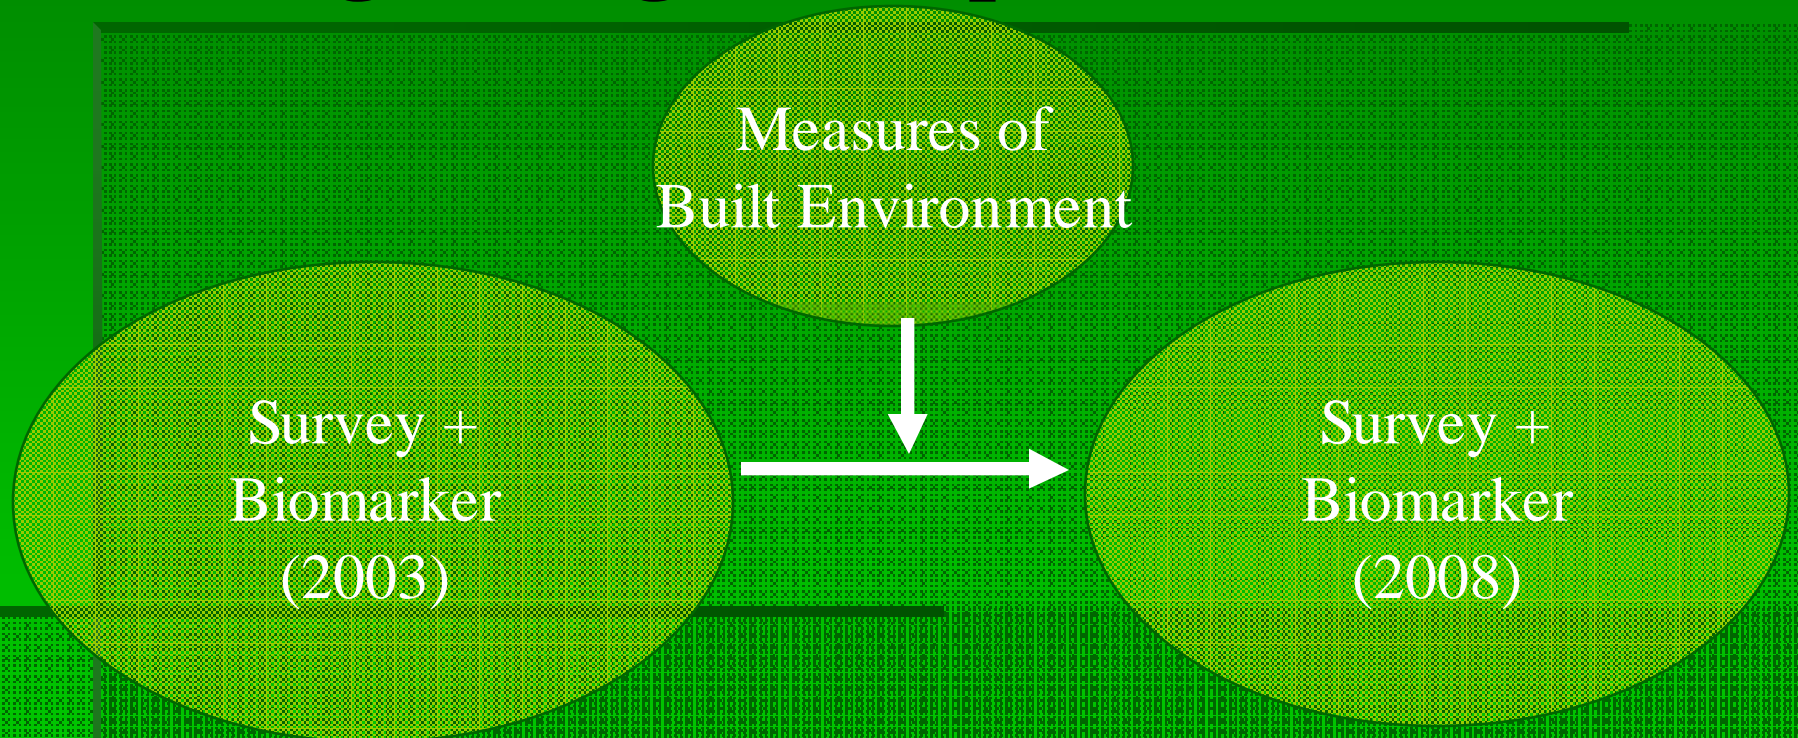 Measures of
Built Environment
Survey +
Biomarker
(2003)
Survey +
Biomarker
(2008)